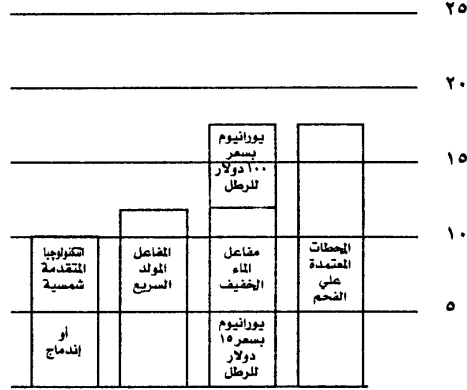 ٢٥
٢٠
١٥
١٠
٥
المحطات
المعتمدة
علي
الفحم
يورانيوم
بسعر
١٠٠ دولار
للرطل
مفاعل
الماء
الخفيف
يورانيوم
بسعر ١٥
دولار
للرطل
المفاعل
المولد
السريع
التكنولوجيا
المتقدمة
شمسية
أو
إندماج